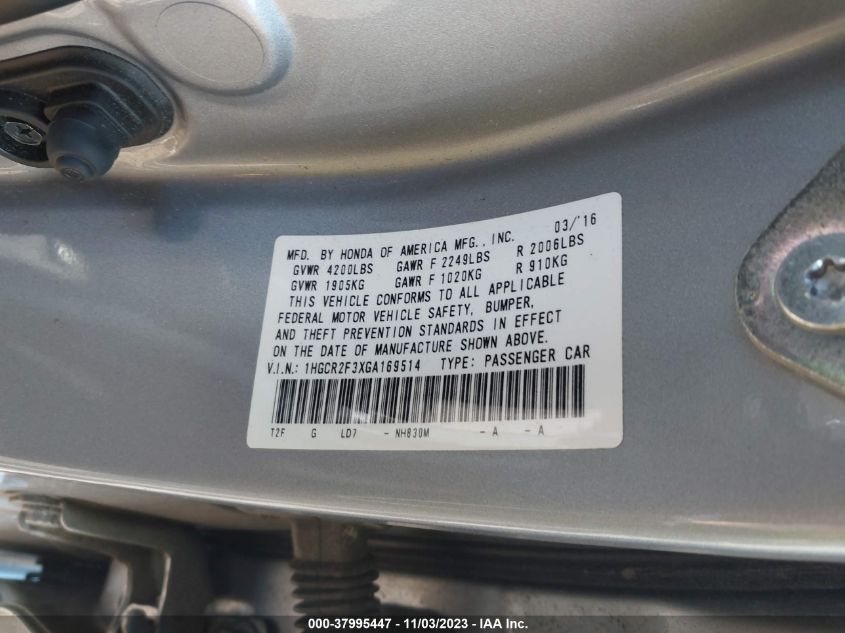 03/'16
MFD. BY HONDA OF AMERICA MFG., INC.
GVWR 4200LBS GAWR F 2249LBS R 2006LBS
GVWR 1905KG GAWR F 1020KG R 910KG
THIS VEHICLE CONFORMS TO ALL APPLICABLE
FEDERAL MOTOR VEHICLE SAFETY, BUMPER,
AND THEFT PREVENTION STANDARDS IN EFFECT
ON THE DATE OF MANUFACTURE SHOWN ABOVE.
V.I.N.: 1HGCR2F3XGA169514 TYPE: PASSENGER CAR
T2F G LD7 - NH830M - A - A
000-37995447 - 11/03/2023 - IAA Inc.